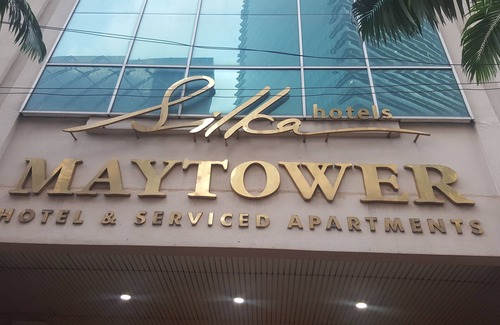 Silka hotels
MAYTOWER
HOTEL & SERVICED APARTMENTS